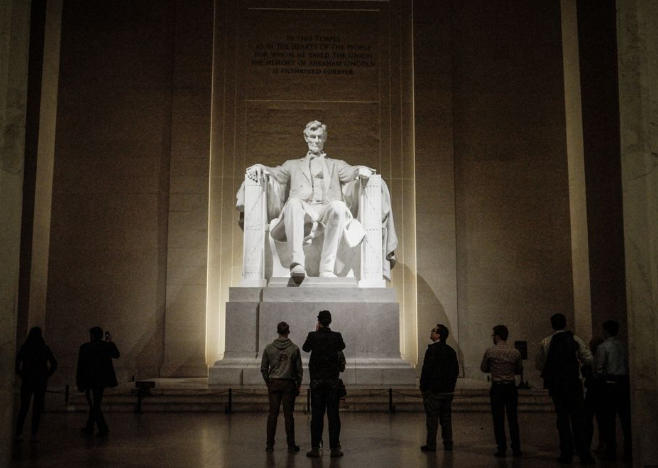 IN THIS TEMPLE
AS IN THE HEARTS OF THE PEOPLE
FOR WHOM HE SAVED THE UNION
THE MEMORY OF ABRAHAM LINCOLN
IS ENSHRINED FOREVER